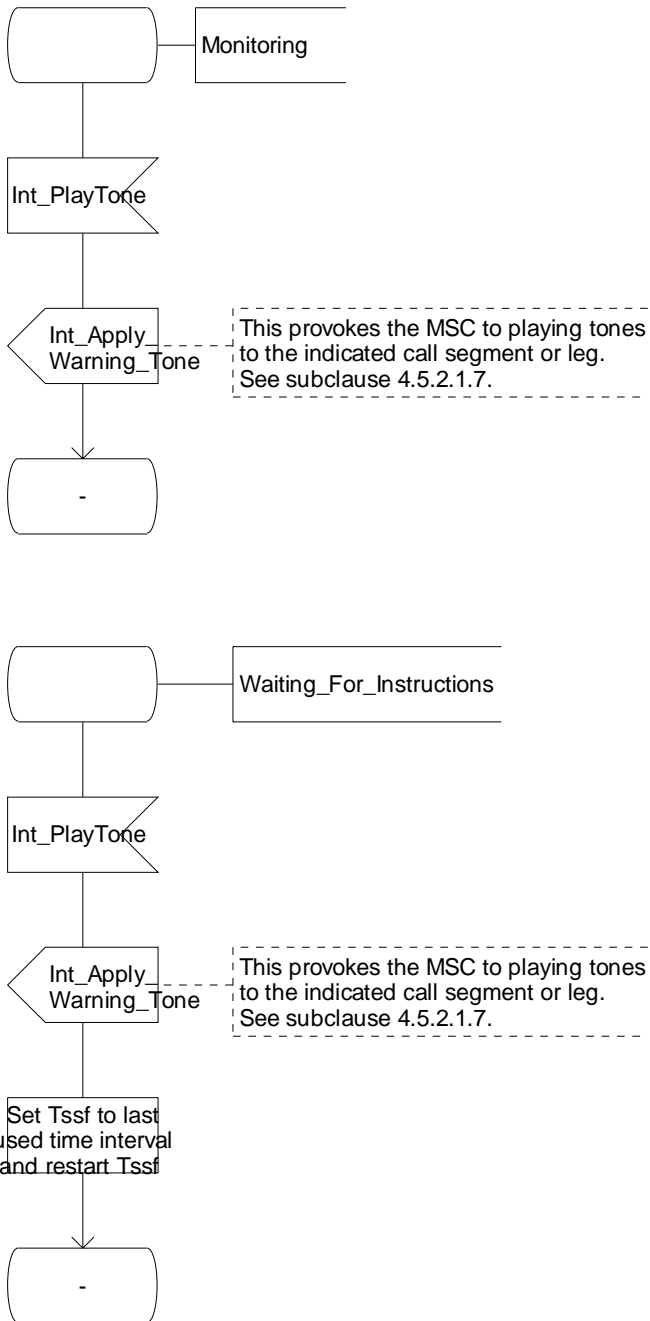 Monitoring
Int_PlayTone
Int_Apply_
Warning_Tone
This provokes the MSC to playing tones
to the indicated call segment or leg.
See subclause 4.5.2.1.7.
-
Waiting_For_Instructions
Int_PlayTone
Int_Apply_
Warning_Tone
This provokes the MSC to playing tones
to the indicated call segment or leg.
See subclause 4.5.2.1.7.
Set Tssf to last
used time interval
and restart Tssf
-